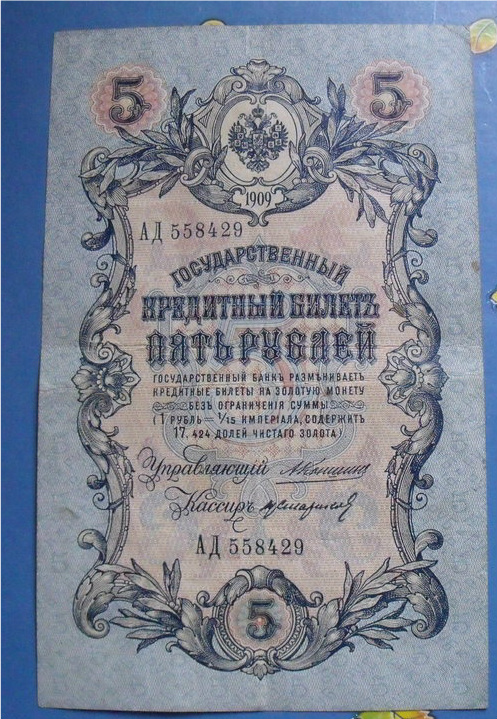 5 5
1909
АД 558429
ГОСУДАРСТВЕННЫЙ
КРЕДИТНЫЙ БИЛЕТЪ
ПЯТЬ РУБЛЕЙ
ГОСУДАРСТВЕННЫЙ БАНКЪ РАЗМѢНИВАЕТЪ
КРЕДИТНЫЕ БИЛЕТЫ НА ЗОЛОТУЮ МОНЕТУ
БЕЗЪ ОГРАНИЧЕНІЯ СУММЫ
(1 РУБЛЬ = 1/15 ИМПЕРІАЛА, СОДЕРЖИТЪ
17,424 ДОЛЕЙ ЧИСТАГО ЗОЛОТА)
Управляющій
Кассиръ
АД 558429
5